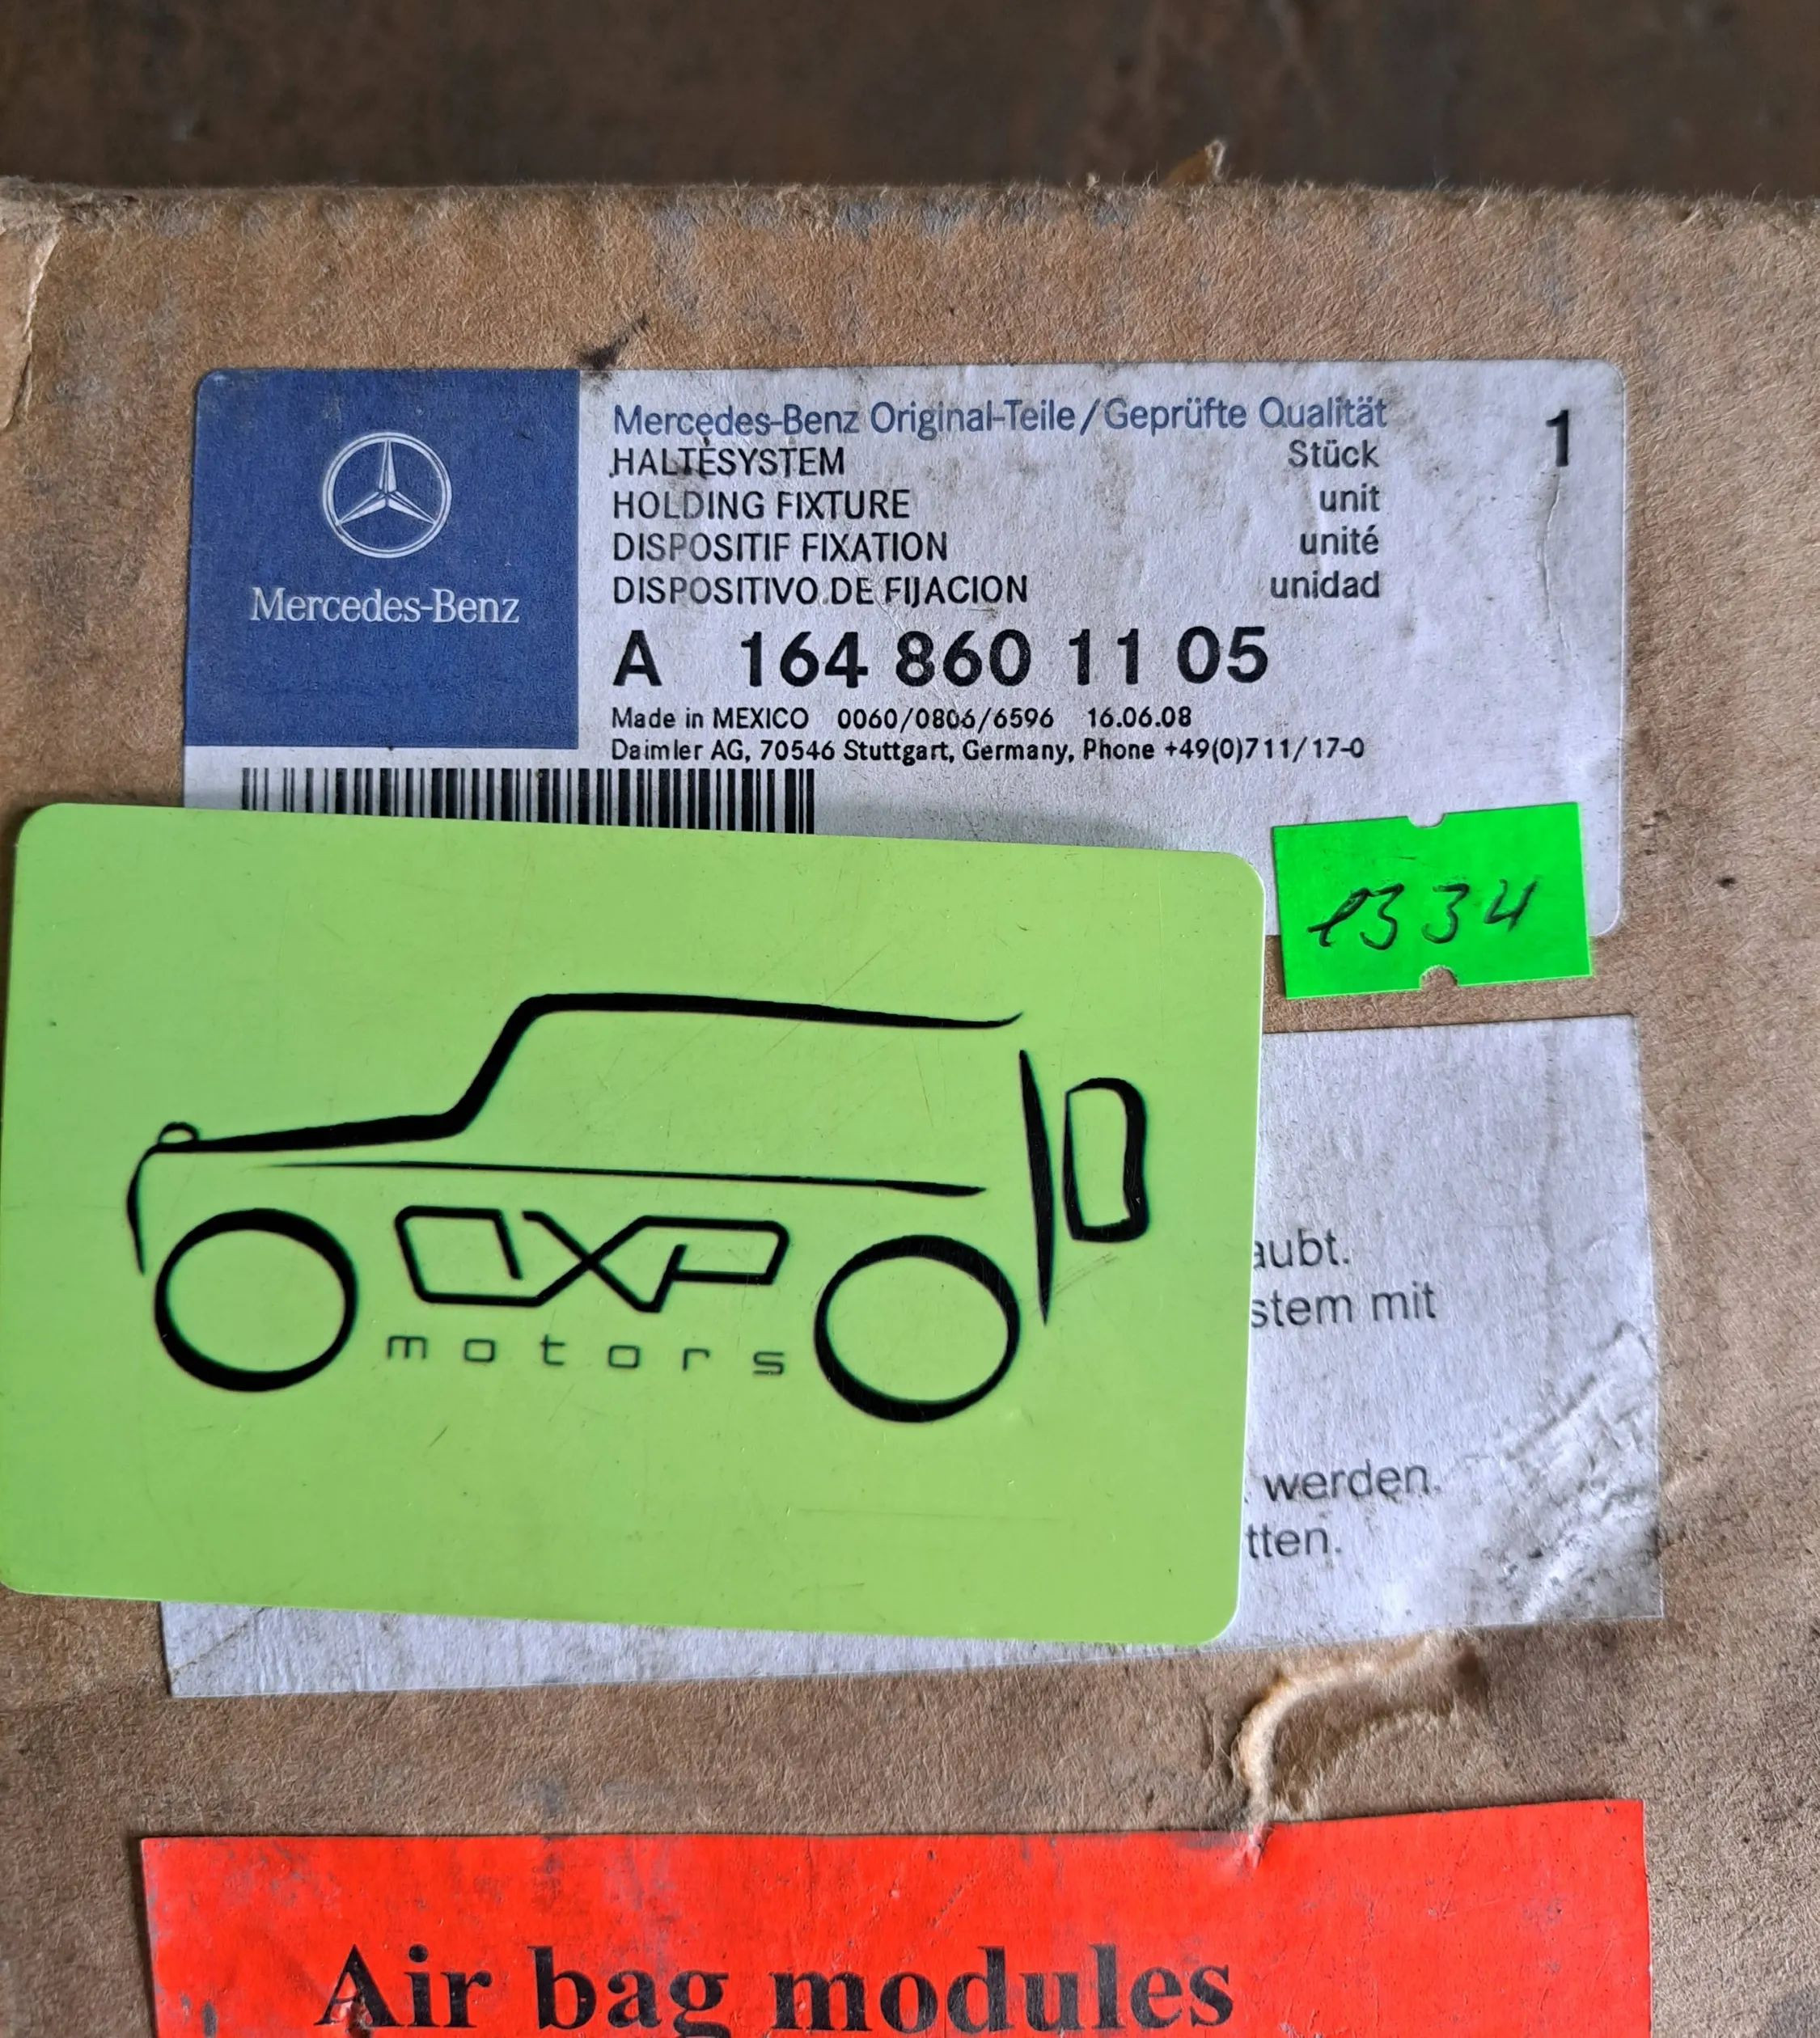 Mercedes-Benz
Mercedes-Benz Original-Teile/Geprüfte Qualität
HALTESYSTEM Stück 1
HOLDING FIXTURE unit
DISPOSITIF FIXATION unité
DISPOSITIVO DE FIJACION unidad
A 164 860 11 05
Made in MEXICO 0060/0806/6596 16.06.08
Daimler AG, 70546 Stuttgart, Germany, Phone +49(0)711/17-0
1334
motors
stem mit
werden.
Air bag modules